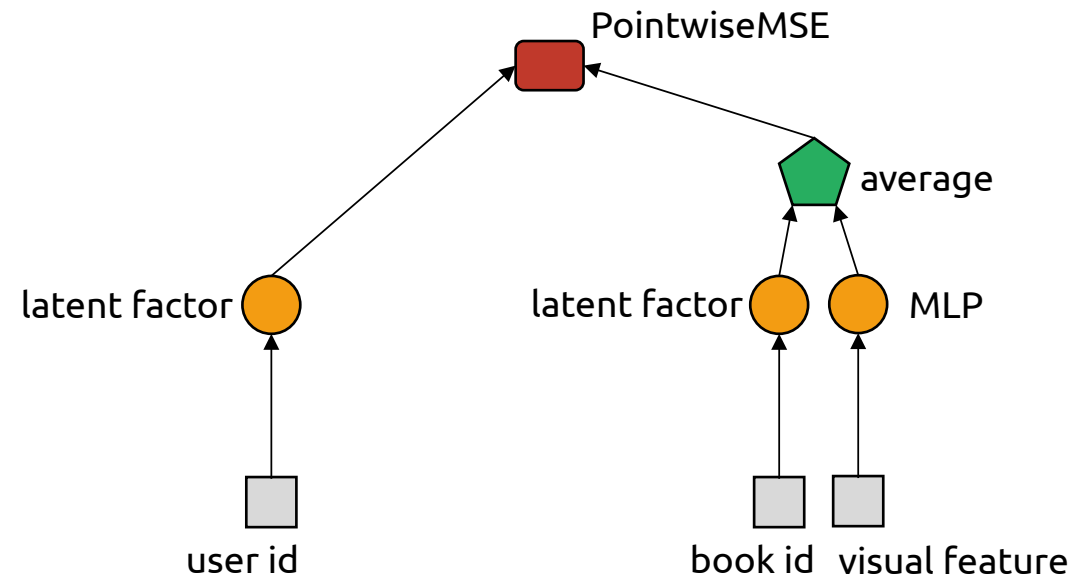 PointwiseMSE
average
latent factor
latent factor
MLP
user id
book id
visual feature